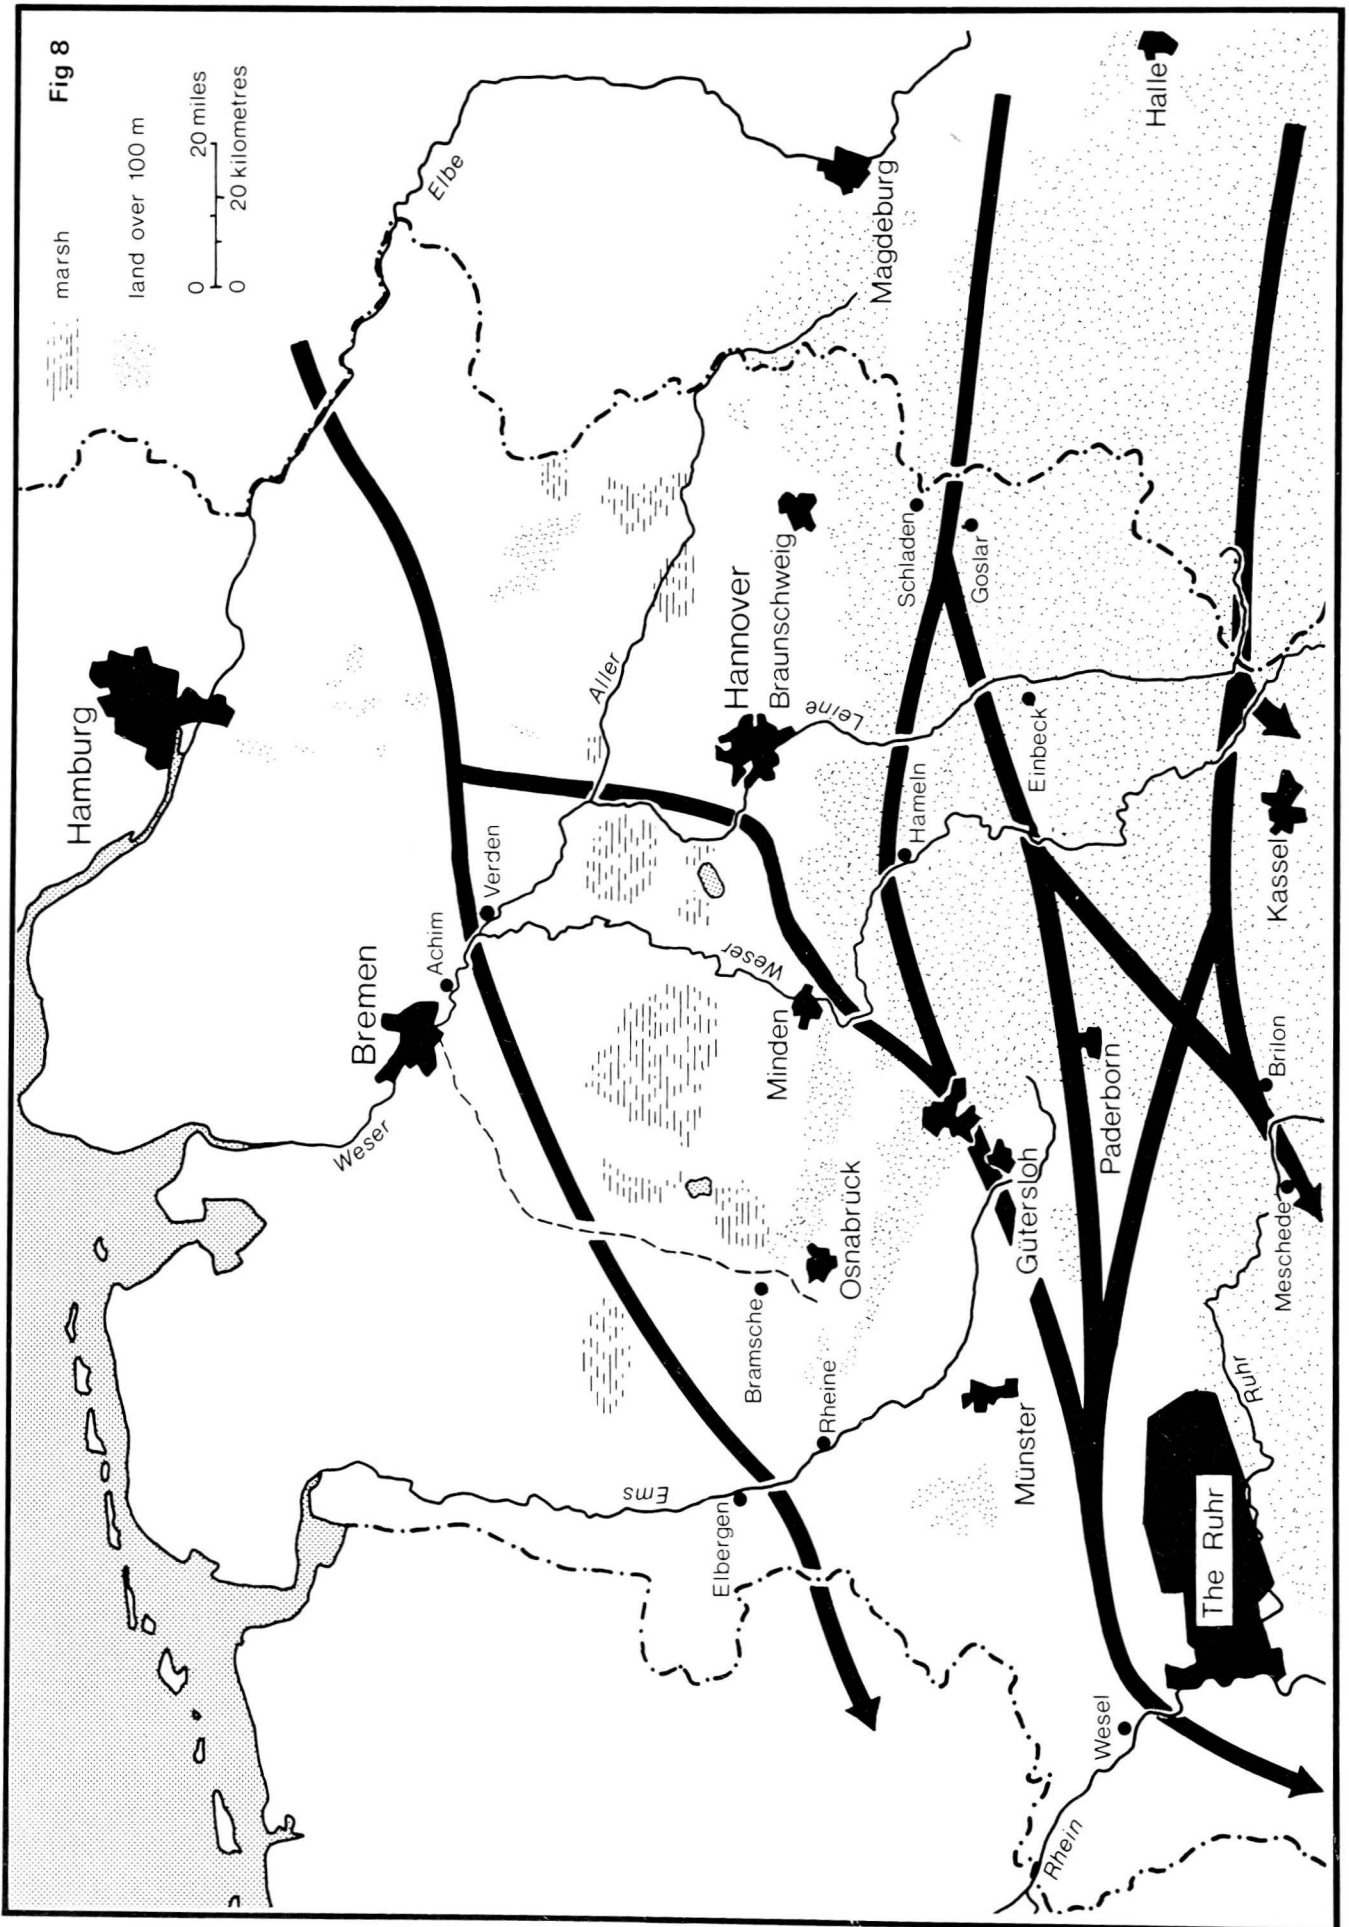 Fig 8
marsh
land over 100 m
0 20 miles
0 20 kilometres
Hamburg
Elbe
Bremen
Achim
Verden
Weser
Aller
Hannover
Braunschweig
Magdeburg
Halle
Weser
Minden
Leine
Hameln
Schladen
Goslar
Einbeck
Ems
Elbergen
Bramsche
Rheine
Osnabrück
Münster
Gütersloh
Paderborn
Kassel
Brilon
Meschede
Ruhr
The Ruhr
Wesel
Rhein